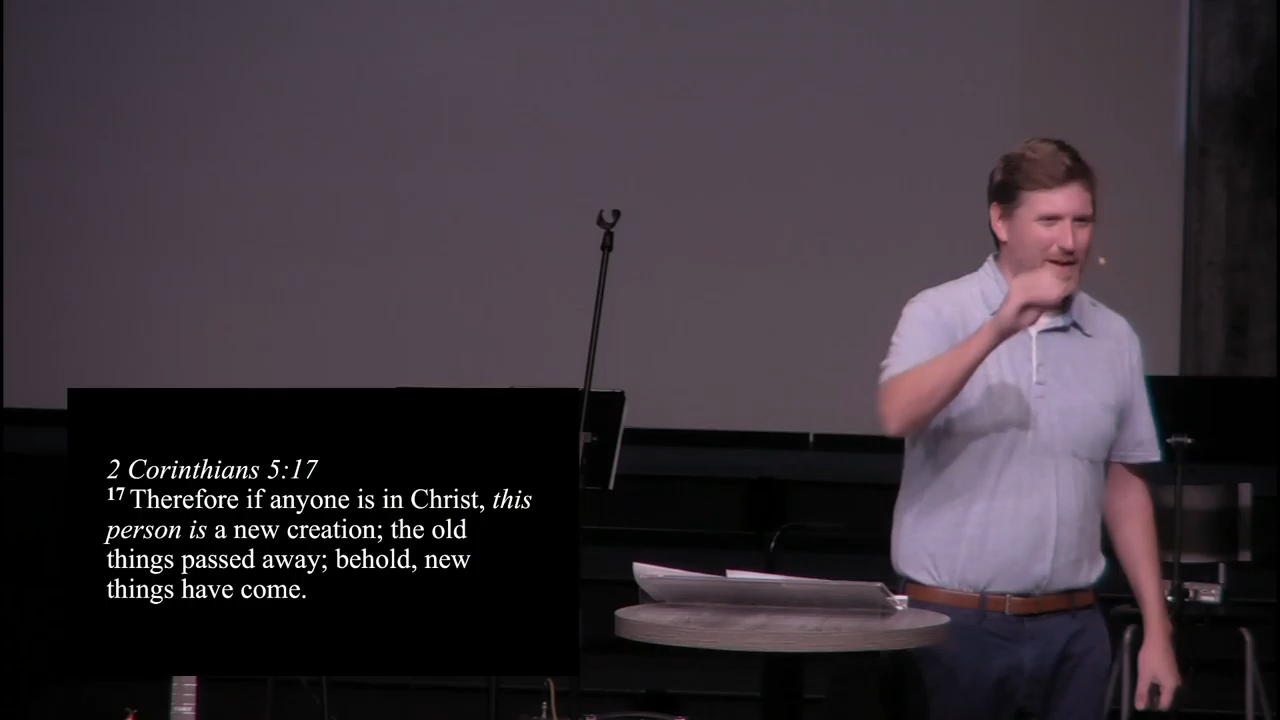 2 Corinthians 5:17
17 Therefore if anyone is in Christ, this
person is a new creation; the old
things passed away; behold, new
things have come.